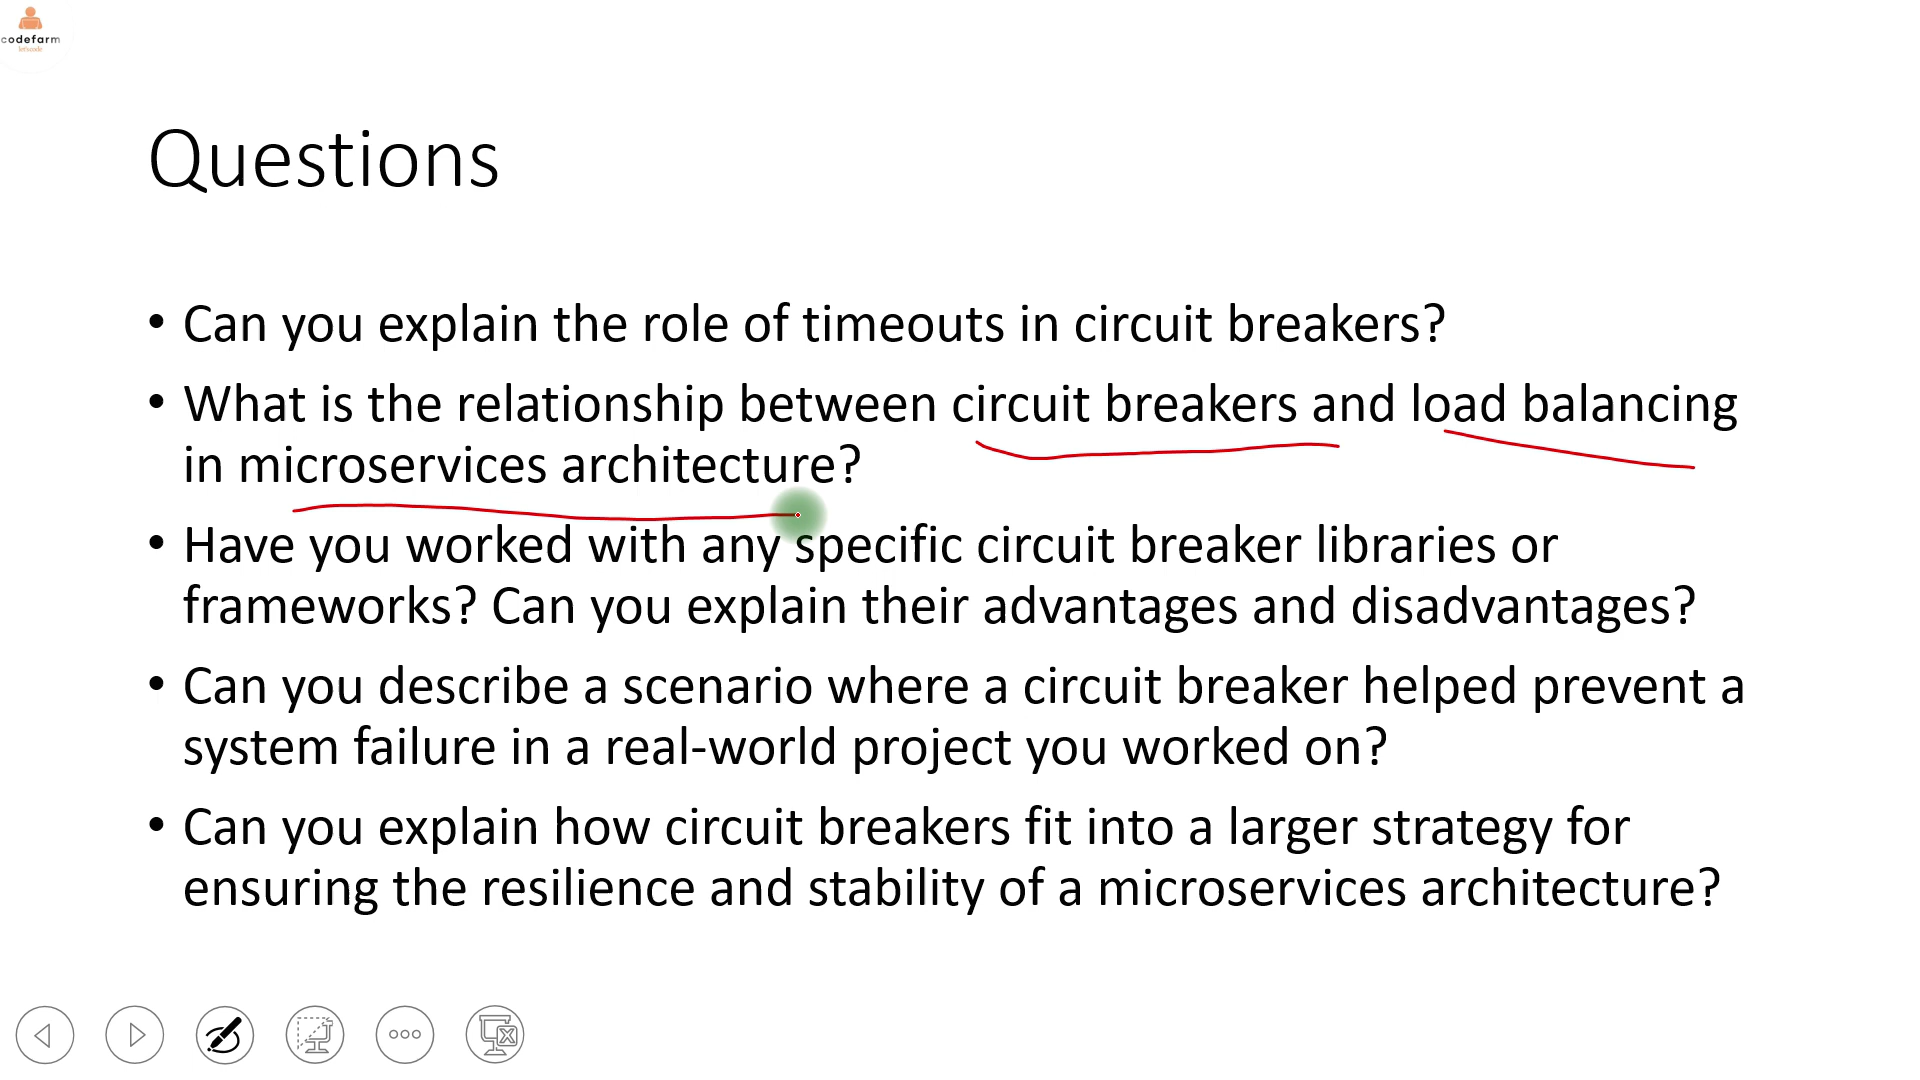 codefarm
let'scode
Questions
• Can you explain the role of timeouts in circuit breakers?
• What is the relationship between circuit breakers and load balancing
in microservices architecture?
• Have you worked with any specific circuit breaker libraries or
frameworks? Can you explain their advantages and disadvantages?
• Can you describe a scenario where a circuit breaker helped prevent a
system failure in a real-world project you worked on?
• Can you explain how circuit breakers fit into a larger strategy for
ensuring the resilience and stability of a microservices architecture?